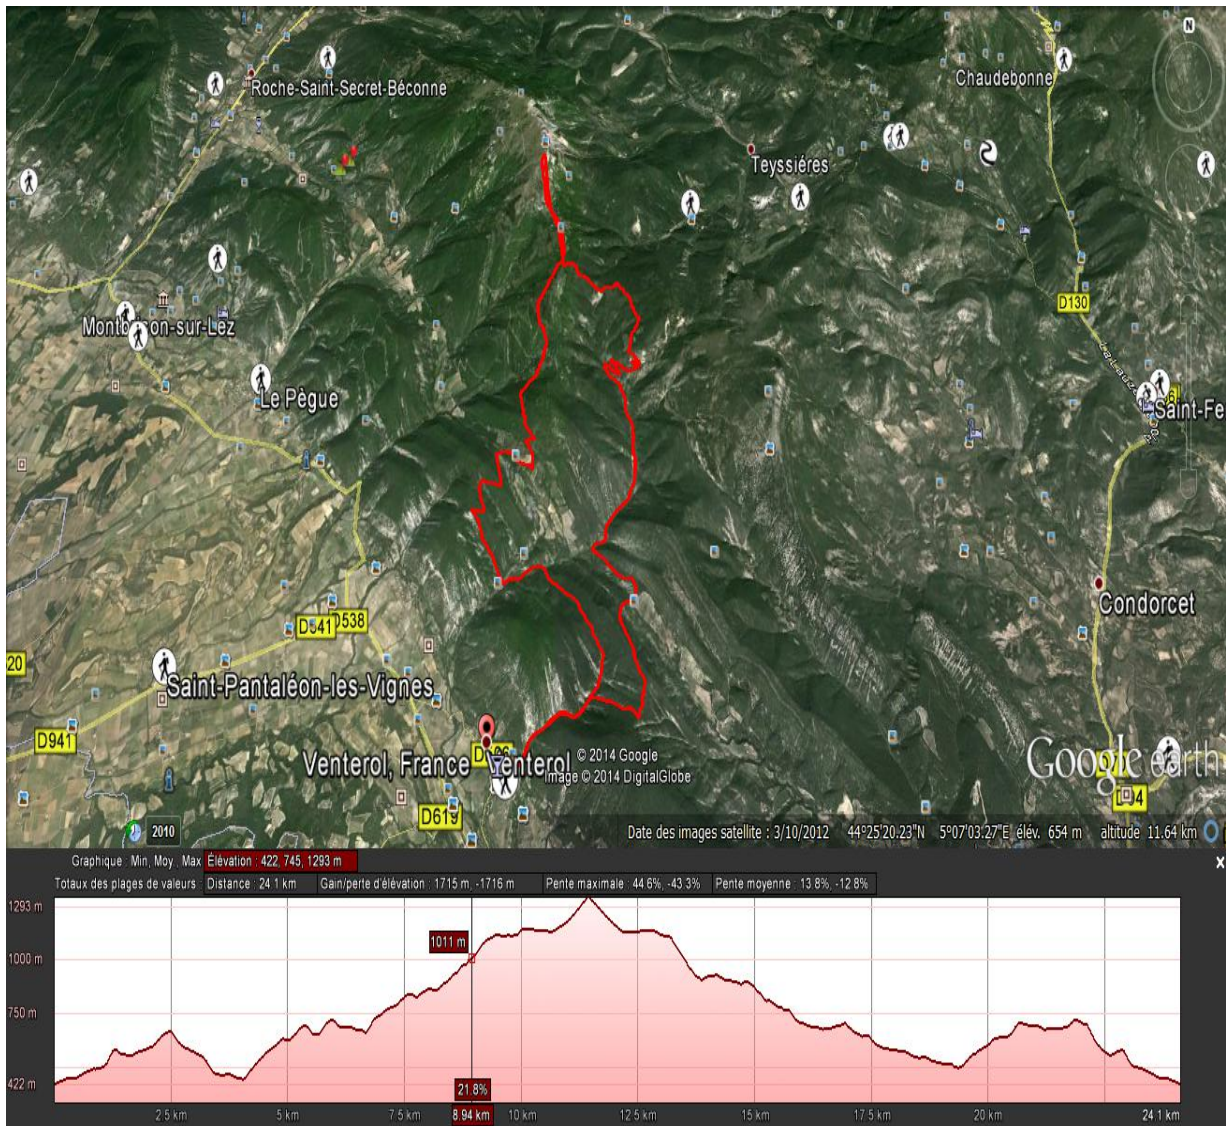 N
Chaudebonne
Roche-Saint-Secret-Béconne
Teyssiéres
D130
Montbrison-sur-Lez
Le Pègue
Saint-Fe
Condorcet
D538
D541
20
Saint-Pantaléon-les-Vignes
D941
Venterol, France
Venterol
© 2014 Google
Image © 2014 DigitalGlobe
Google earth
D94
D619
2010
Date des images satellite : 3/10/2012 44°25'20.23"N 5°07'03.27"E élév. 654 m altitude 11.64 km
Graphique : Min, Moy., Max Élévation : 422, 745, 1293 m
x
Totaux des plages de valeurs : Distance : 24.1 km Gain/perte d'élévation : 1715 m, -1716 m Pente maximale : 44.6%, -43.3% Pente moyenne : 13.8%, -12.8%
1293 m
1011 m
1000 m
750 m
422 m
21.8%
2.5 km 5 km 7.5 km 8.94 km 10 km 12.5 km 15 km 17.5 km 20 km 24.1 km